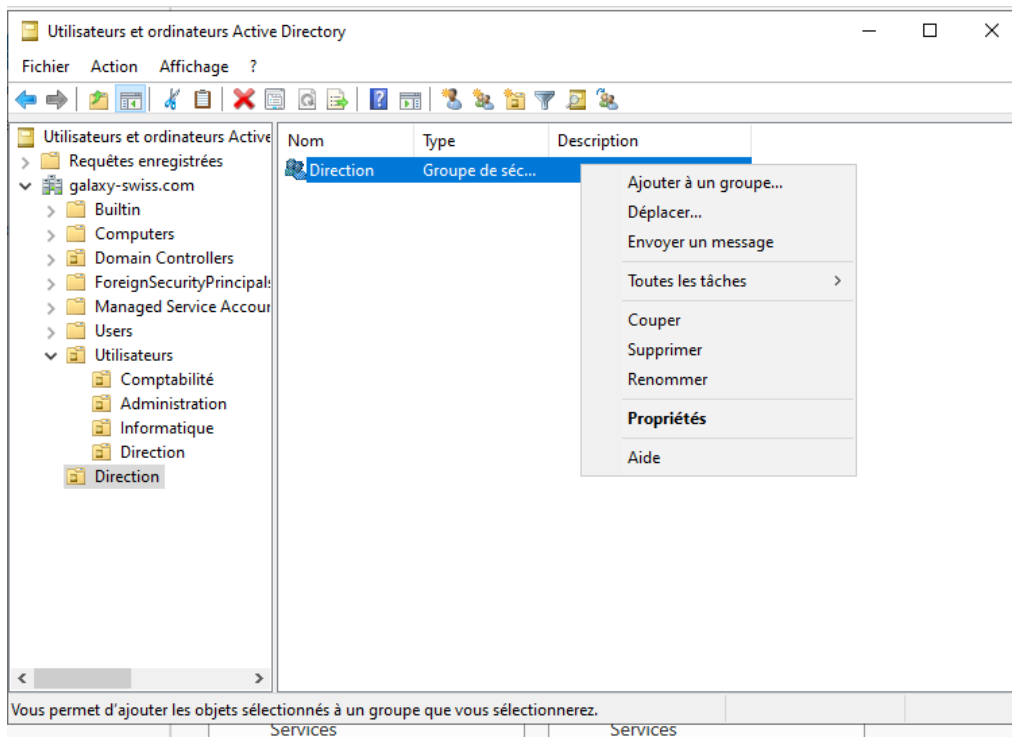 Utilisateurs et ordinateurs Active Directory
Fichier Action Affichage ?
Utilisateurs et ordinateurs Active
Requêtes enregistrées
galaxy-swiss.com
Builtin
Computers
Domain Controllers
ForeignSecurityPrincipals
Managed Service Accour
Users
Utilisateurs
Comptabilité
Administration
Informatique
Direction
Direction
Nom Type Description
Direction Groupe de séc...
Ajouter à un groupe...
Déplacer...
Envoyer un message
Toutes les tâches
Couper
Supprimer
Renommer
Propriétés
Aide
Vous permet d'ajouter les objets sélectionnés à un groupe que vous sélectionnerez.
Services Services